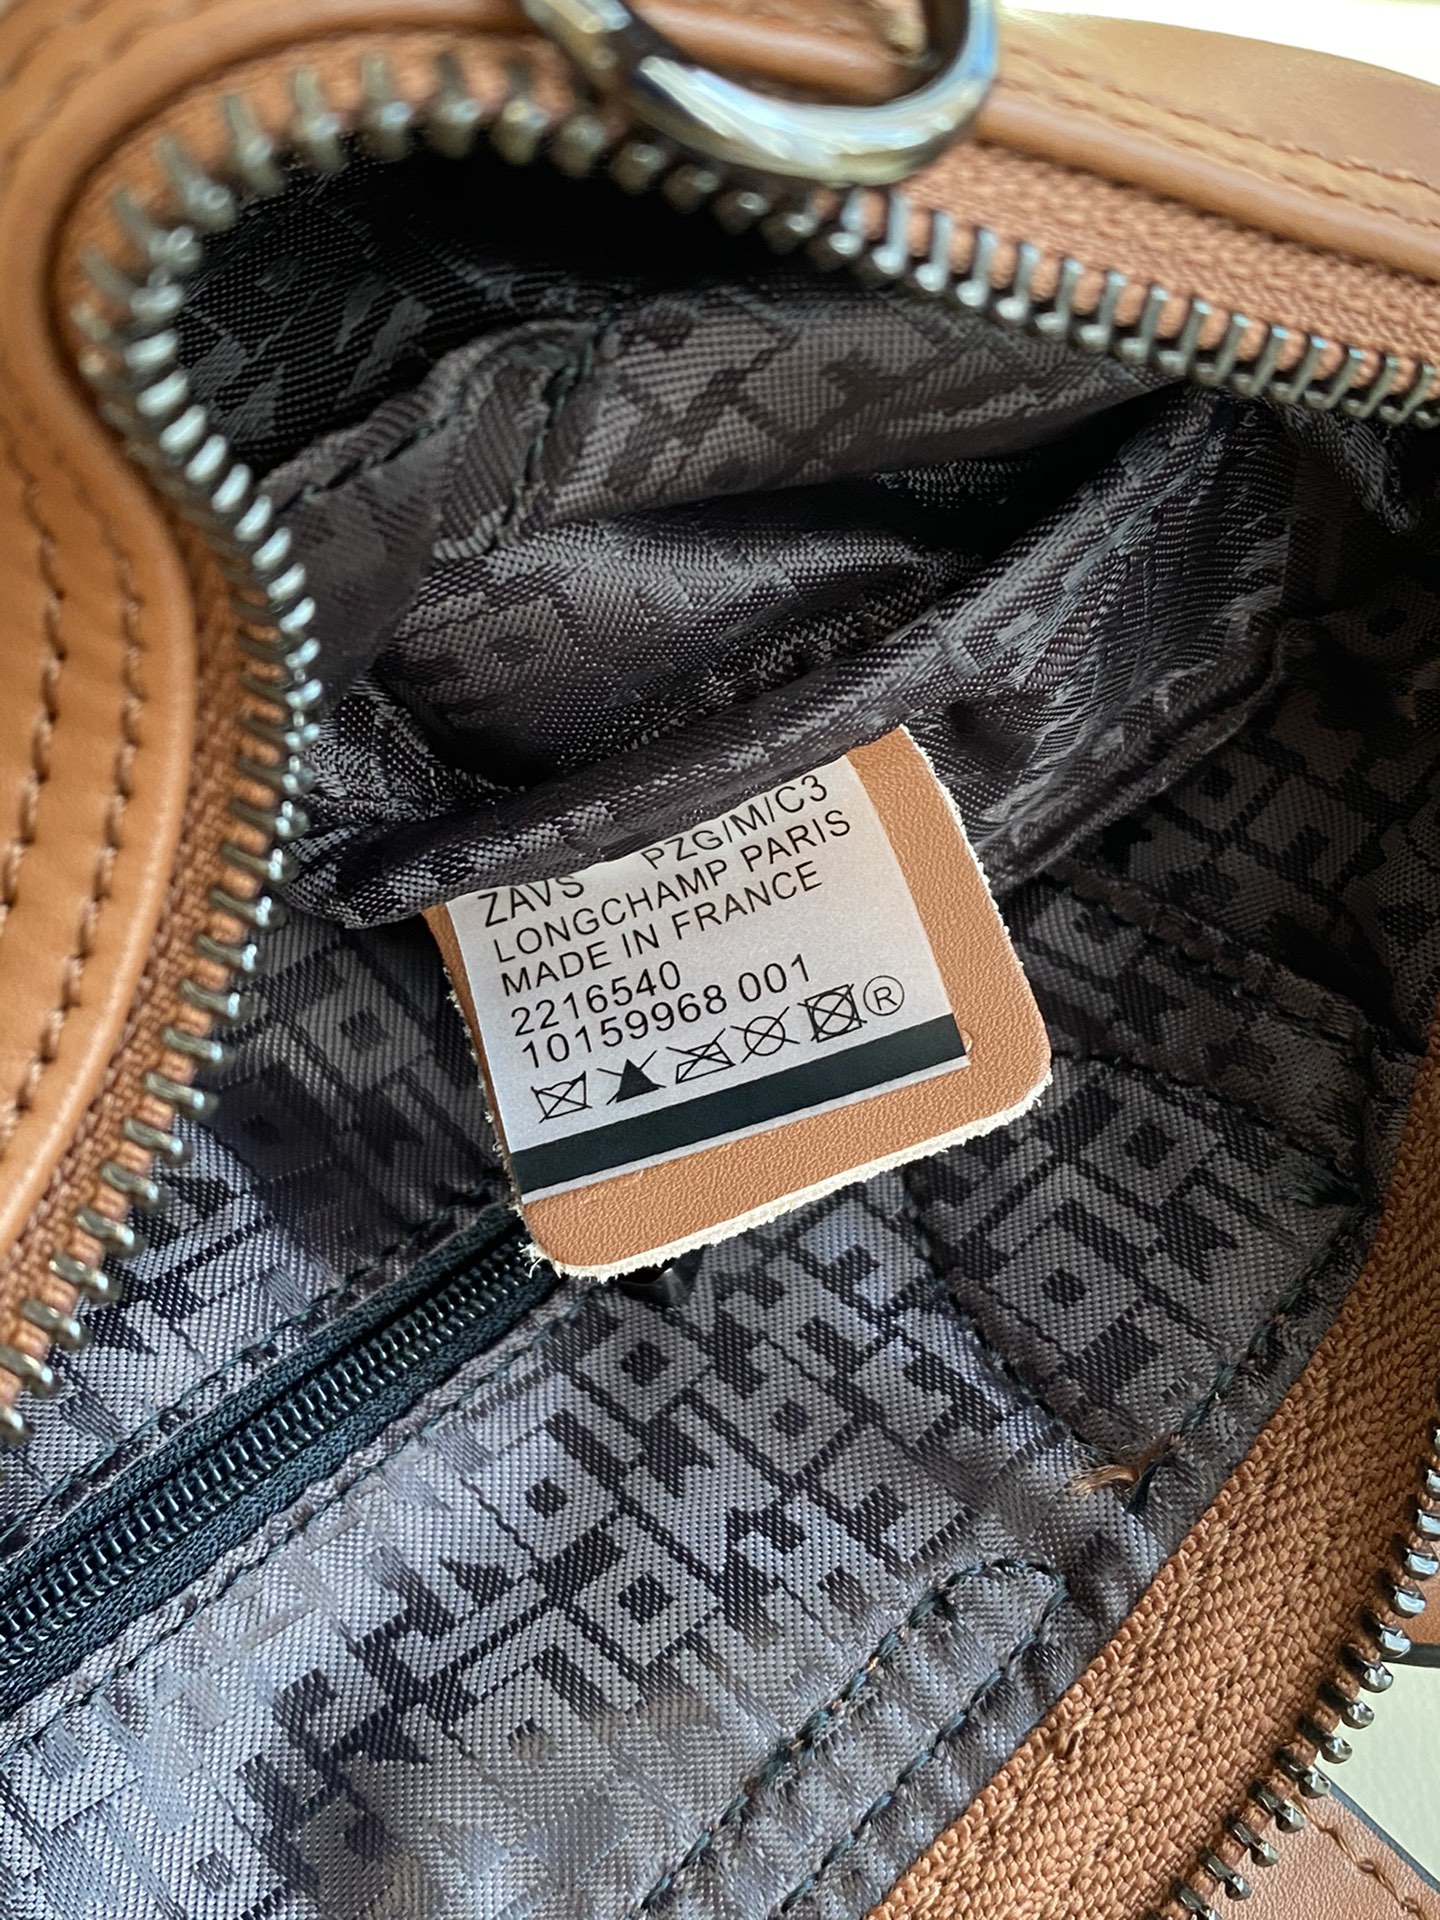 ZAVS PZG/M/C3
LONGCHAMP PARIS
MADE IN FRANCE
2216540
10159968 001
®